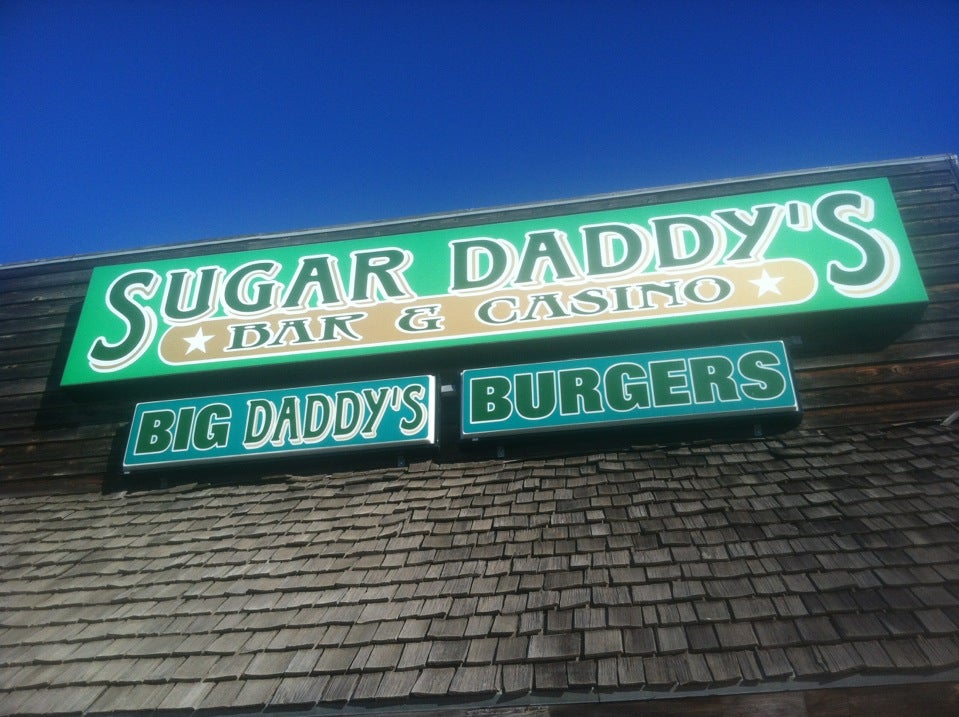 SUGAR DADDY'S
BAR & CASINO
BIG DADDY'S
BURGERS